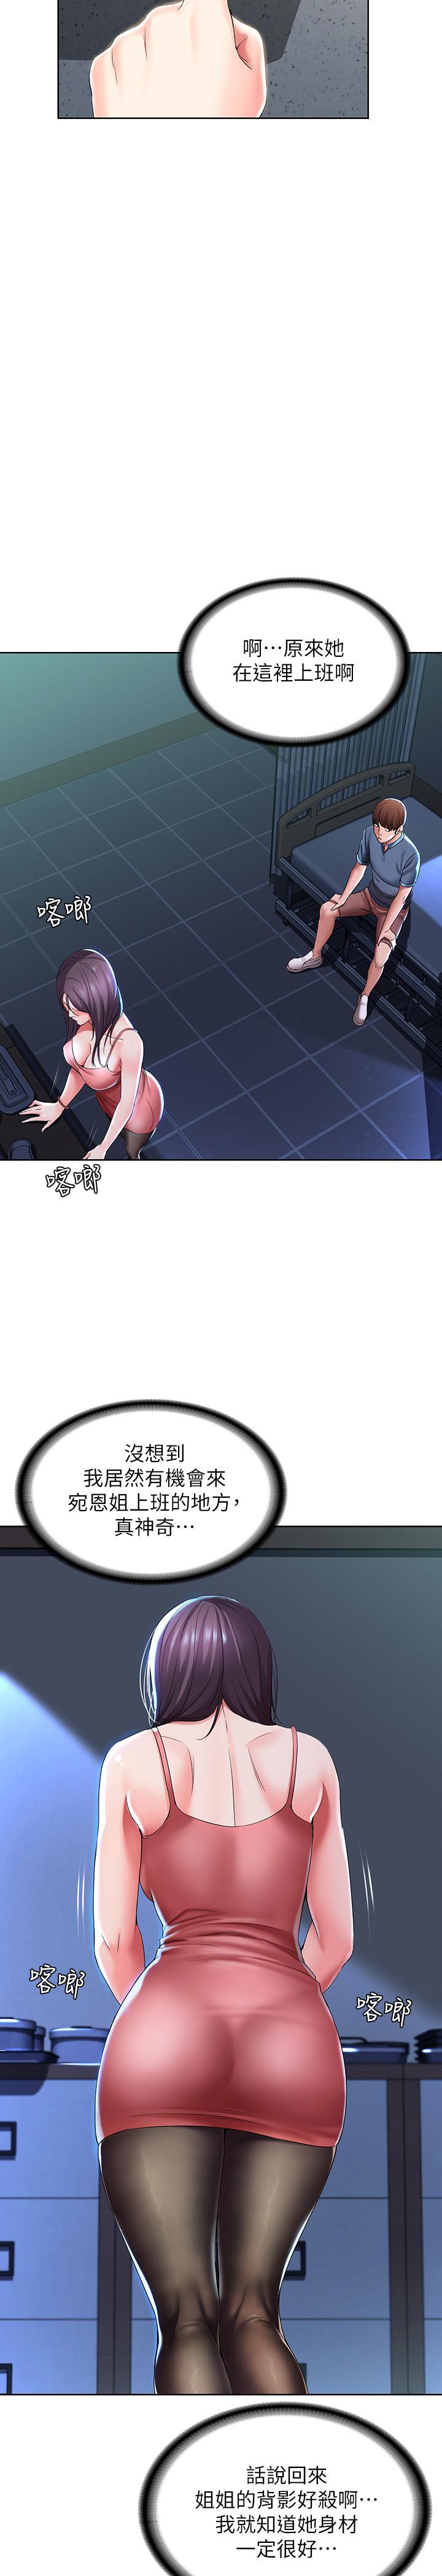 啊…原來她
在這裡上班啊
喀啷
喀啷
沒想到
我居然有機會來
宛恩姐上班的地方，
真神奇…
喀啷
喀啷
話說回來
姐姐的背影好殺啊…
我就知道她身材
一定很好…